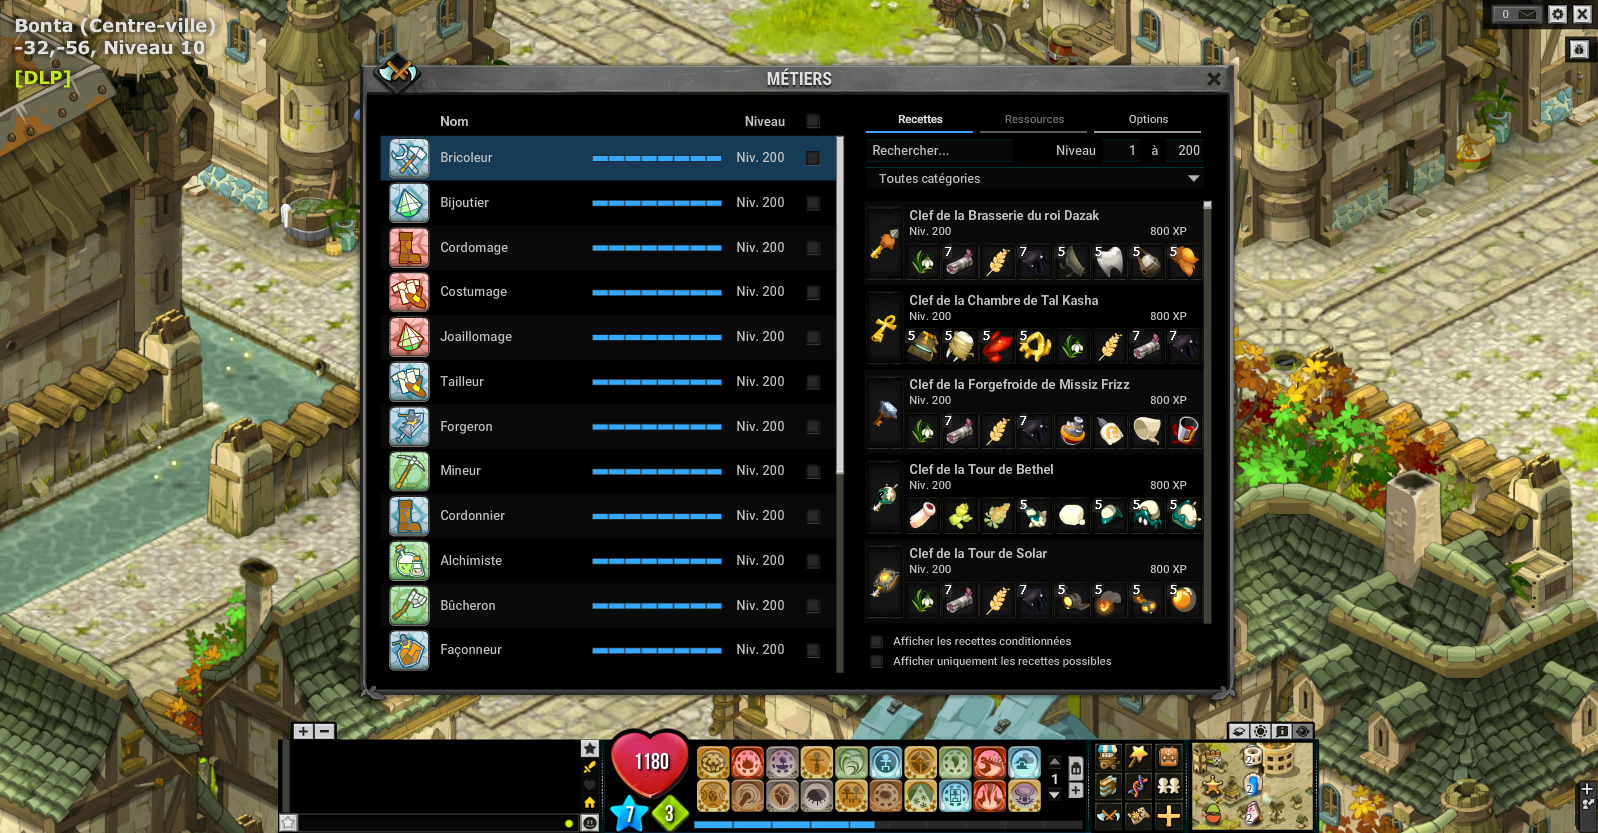 Bonta (Centre-ville)
-32,-56, Niveau 10
[DLP]
0
MÉTIERS
Nom Niveau
Bricoleur Niv. 200
Bijoutier Niv. 200
Cordomage Niv. 200
Costumage Niv. 200
Joaillomage Niv. 200
Tailleur Niv. 200
Forgeron Niv. 200
Mineur Niv. 200
Cordonnier Niv. 200
Alchimiste Niv. 200
Bûcheron Niv. 200
Façonneur Niv. 200
Recettes Ressources Options
Rechercher... Niveau 1 à 200
Toutes catégories
Clef de la Brasserie du roi Dazak
Niv. 200 800 XP
7 7 5 5 5 5
Clef de la Chambre de Tal Kasha
Niv. 200 800 XP
5 5 5 5 7 7
Clef de la Forgefroide de Missiz Frizz
Niv. 200 800 XP
7 7
Clef de la Tour de Bethel
Niv. 200 800 XP
5 5 5 5
Clef de la Tour de Solar
Niv. 200 800 XP
7 7 5 5 5 5
Afficher les recettes conditionnées
Afficher uniquement les recettes possibles
1180
7 3
1
2
2
2